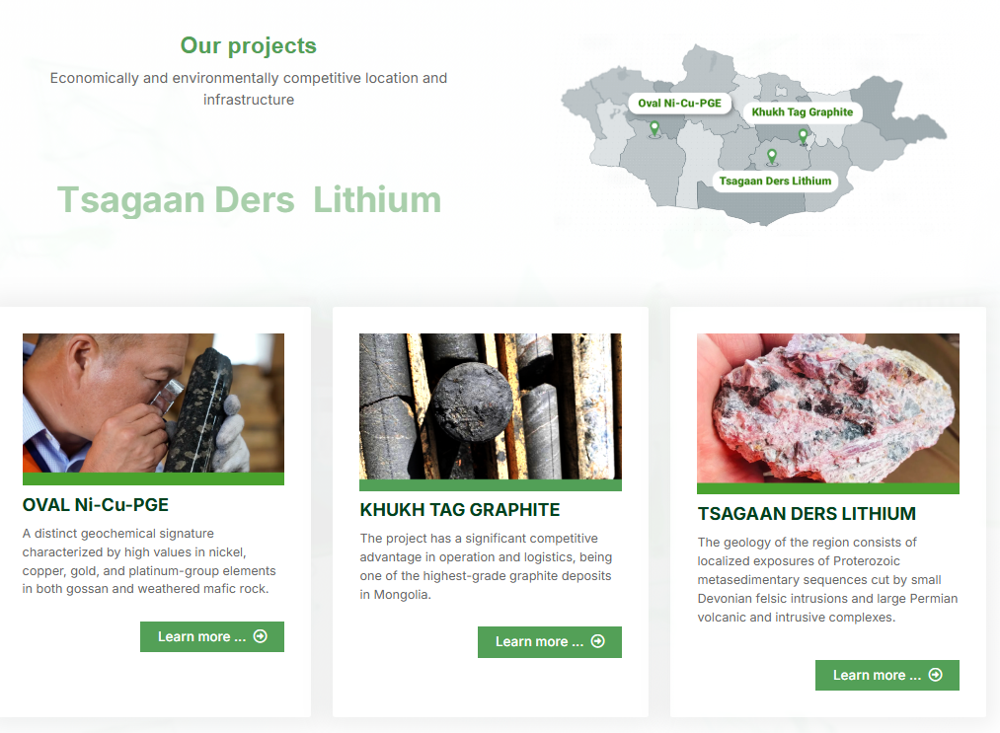 Our projects
Economically and environmentally competitive location and
infrastructure
Tsagaan Ders Lithium
Oval Ni-Cu-PGE
Khukh Tag Graphite
Tsagaan Ders Lithium
OVAL Ni-Cu-PGE
A distinct geochemical signature
characterized by high values in nickel,
copper, gold, and platinum-group elements
in both gossan and weathered mafic rock.
Learn more ...
KHUKH TAG GRAPHITE
The project has a significant competitive
advantage in operation and logistics, being
one of the highest-grade graphite deposits
in Mongolia.
Learn more ...
TSAGAAN DERS LITHIUM
The geology of the region consists of
localized exposures of Proterozoic
metasedimentary sequences cut by small
Devonian felsic intrusions and large Permian
volcanic and intrusive complexes.
Learn more ...